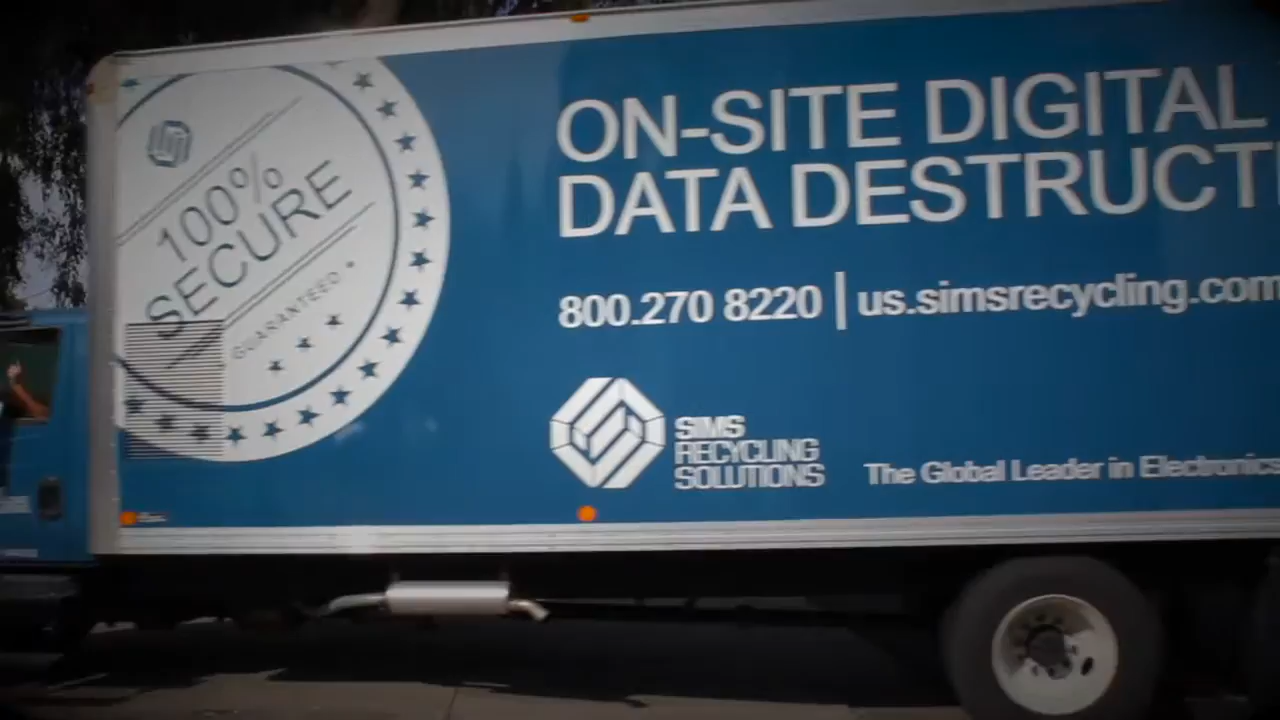 100%
SECURE
GUARANTEED
ON-SITE DIGITAL
DATA DESTRUCTI
800.270 8220 | us.simsrecycling.com
SIMS
RECYCLING
SOLUTIONS
The Global Leader in Electronics